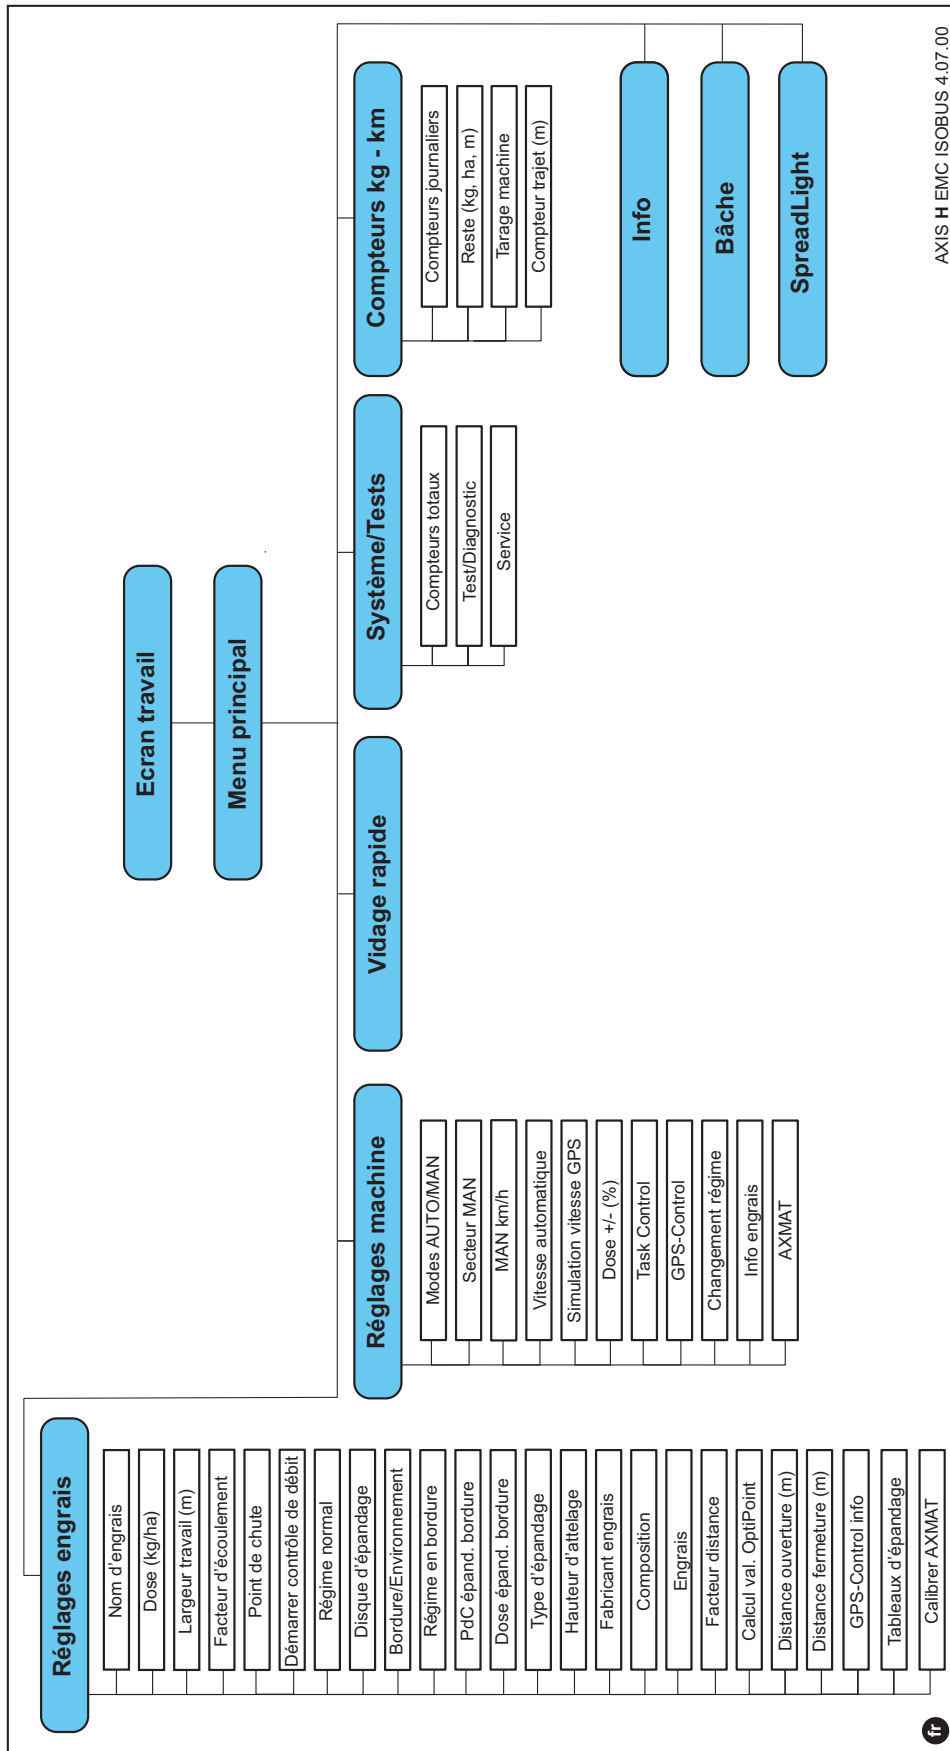 Ecran travail
Menu principal
Réglages engrais
Nom d'engrais
Dose (kg/ha)
Largeur travail (m)
Facteur d'écoulement
Point de chute
Démarrer contrôle de débit
Régime normal
Disque d'épandage
Bordure/Environnement
Régime en bordure
PdC épand. bordure
Dose épand. bordure
Type d'épandage
Hauteur d'attelage
Fabricant engrais
Composition
Engrais
Facteur distance
Calcul val. OptiPoint
Distance ouverture (m)
Distance fermeture (m)
GPS-Control info
Tableaux d'épandage
Calibrer AXMAT
Réglages machine
Modes AUTO/MAN
Secteur MAN
MAN km/h
Vitesse automatique
Simulation vitesse GPS
Dose +/- (%)
Task Control
GPS-Control
Changement régime
Info engrais
AXMAT
Vidage rapide
Système/Tests
Compteurs totaux
Test/Diagnostic
Service
Compteurs kg - km
Compteurs journaliers
Reste (kg, ha, m)
Tarage machine
Compteur trajet (m)
Info
Bâche
SpreadLight
fr
AXIS H EMC ISOBUS 4.07.00